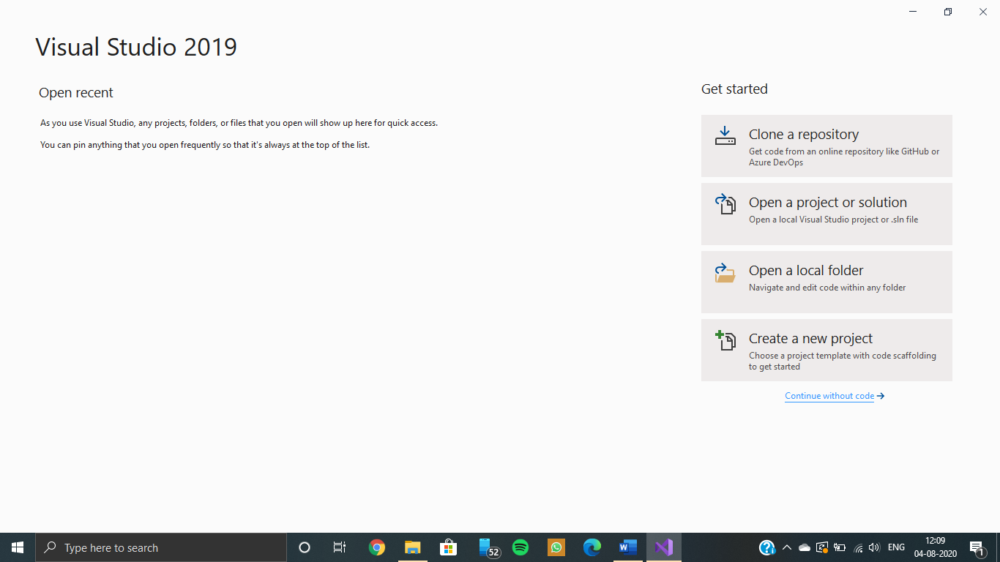 Visual Studio 2019
Open recent
As you use Visual Studio, any projects, folders, or files that you open will show up here for quick access.
You can pin anything that you open frequently so that it's always at the top of the list.
Get started
Clone a repository
Get code from an online repository like GitHub or
Azure DevOps
Open a project or solution
Open a local Visual Studio project or .sln file
Open a local folder
Navigate and edit code within any folder
Create a new project
Choose a project template with code scaffolding
to get started
Continue without code
Type here to search
52
W
ENG
12:09
04-08-2020
1